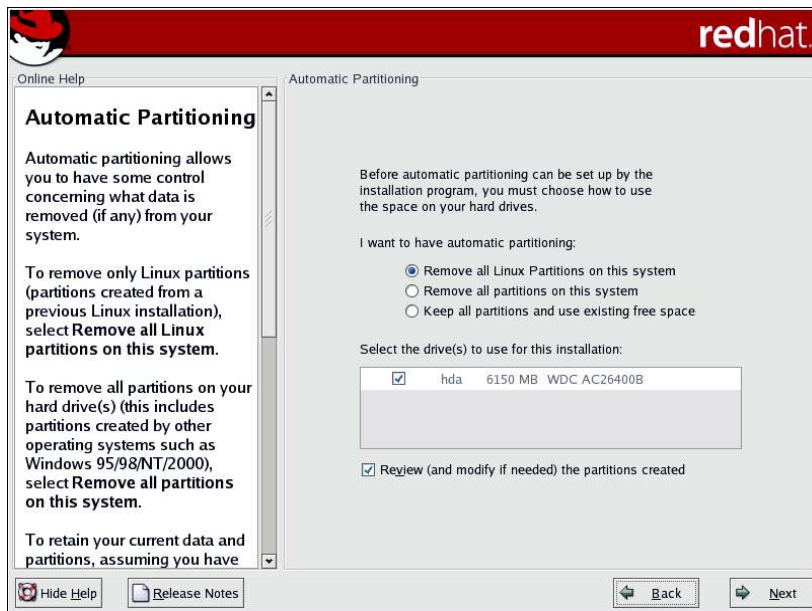 redhat.
Online Help
Automatic Partitioning
Automatic partitioning allows
you to have some control
concerning what data is
removed (if any) from your
system.
To remove only Linux partitions
(partitions created from a
previous Linux installation),
select Remove all Linux
partitions on this system.
To remove all partitions on your
hard drive(s) (this includes
partitions created by other
operating systems such as
Windows 95/98/NT/2000),
select Remove all partitions
on this system.
To retain your current data and
partitions, assuming you have
Automatic Partitioning
Before automatic partitioning can be set up by the
installation program, you must choose how to use
the space on your hard drives.
I want to have automatic partitioning:
Remove all Linux Partitions on this system
Remove all partitions on this system
Keep all partitions and use existing free space
Select the drive(s) to use for this installation:
hda 6150 MB WDC AC26400B
Review (and modify if needed) the partitions created
Hide Help
Release Notes
Back
Next